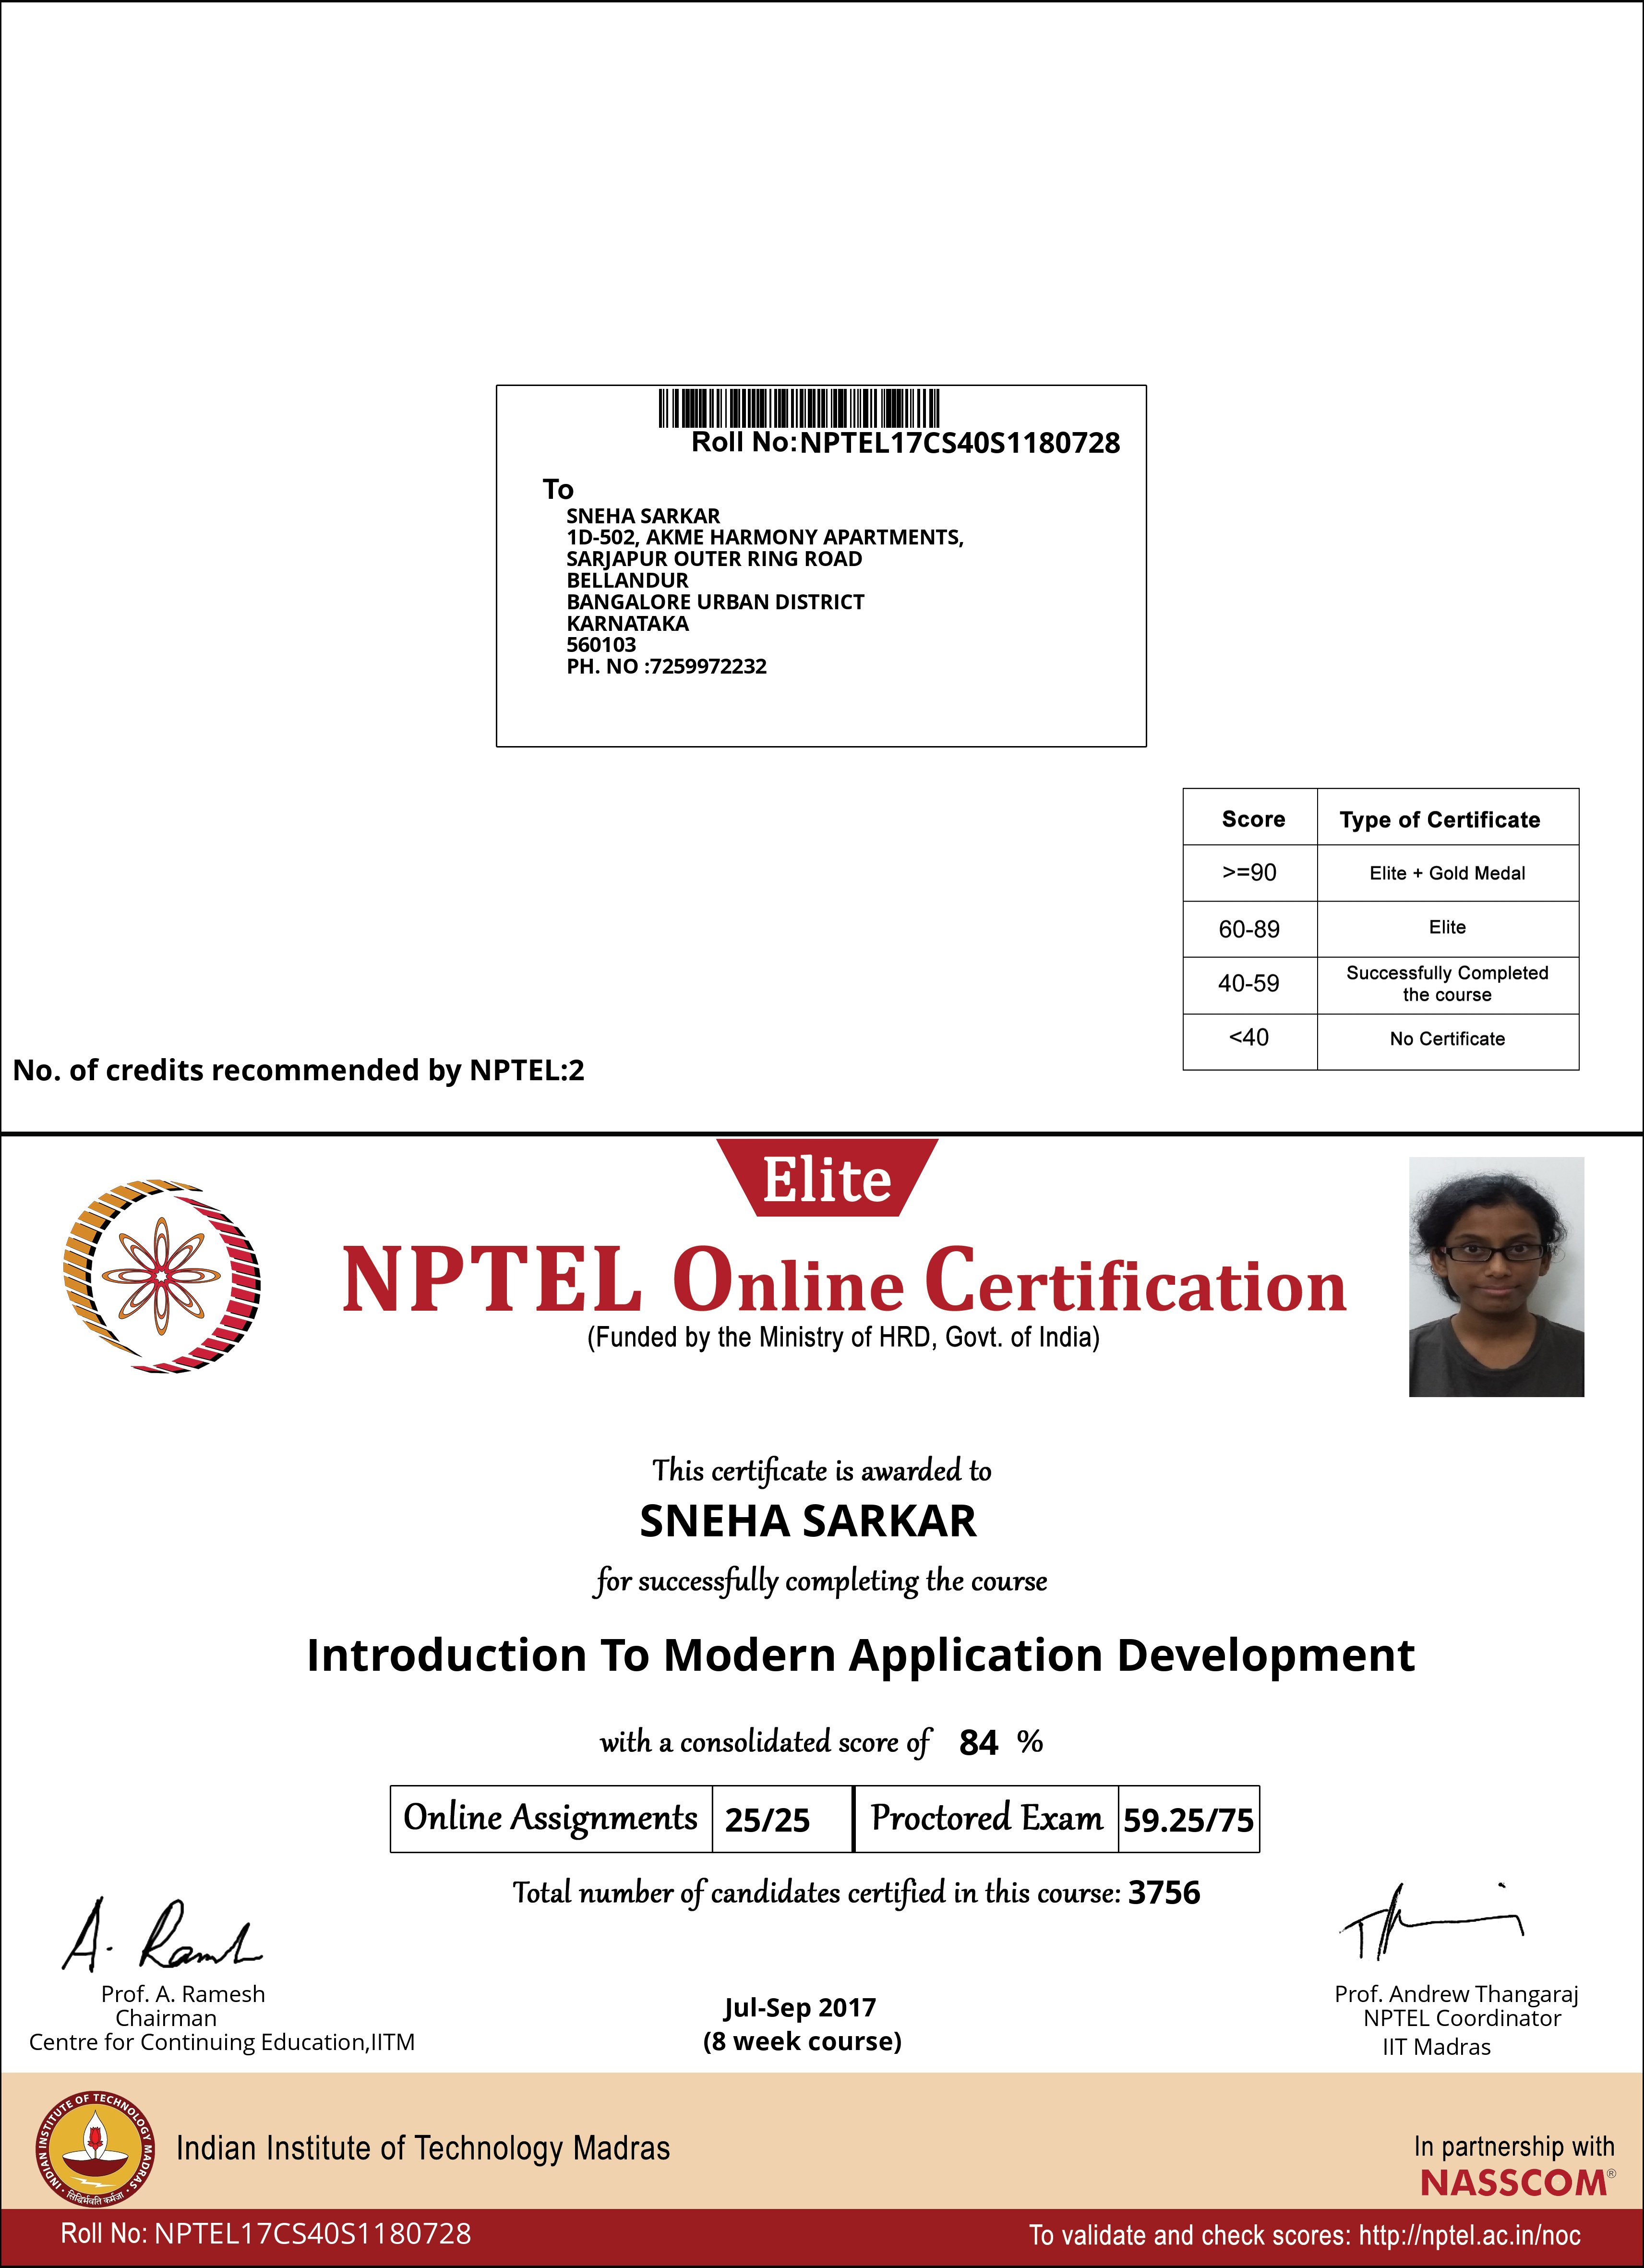 Roll No:NPTEL17CS40S1180728
To
SNEHA SARKAR
1D-502, AKME HARMONY APARTMENTS,
SARJAPUR OUTER RING ROAD
BELLANDUR
BANGALORE URBAN DISTRICT
KARNATAKA
560103
PH. NO :7259972232
Score Type of Certificate
>=90 Elite + Gold Medal
60-89 Elite
40-59 Successfully Completed
the course
<40 No Certificate
No. of credits recommended by NPTEL:2
Elite
NPTEL Online Certification
(Funded by the Ministry of HRD, Govt. of India)
This certificate is awarded to
SNEHA SARKAR
for successfully completing the course
Introduction To Modern Application Development
with a consolidated score of 84 %
Online Assignments 25/25 Proctored Exam 59.25/75
Total number of candidates certified in this course: 3756
A. Ramesh
Prof. A. Ramesh
Chairman
Centre for Continuing Education,IITM
Jul-Sep 2017
(8 week course)
Prof. Andrew Thangaraj
NPTEL Coordinator
IIT Madras
INDIAN INSTITUTE OF TECHNOLOGY MADRAS
सिद्धिर्भवति कर्मजा
Indian Institute of Technology Madras
In partnership with
NASSCOM®
Roll No: NPTEL17CS40S1180728
To validate and check scores: http://nptel.ac.in/noc